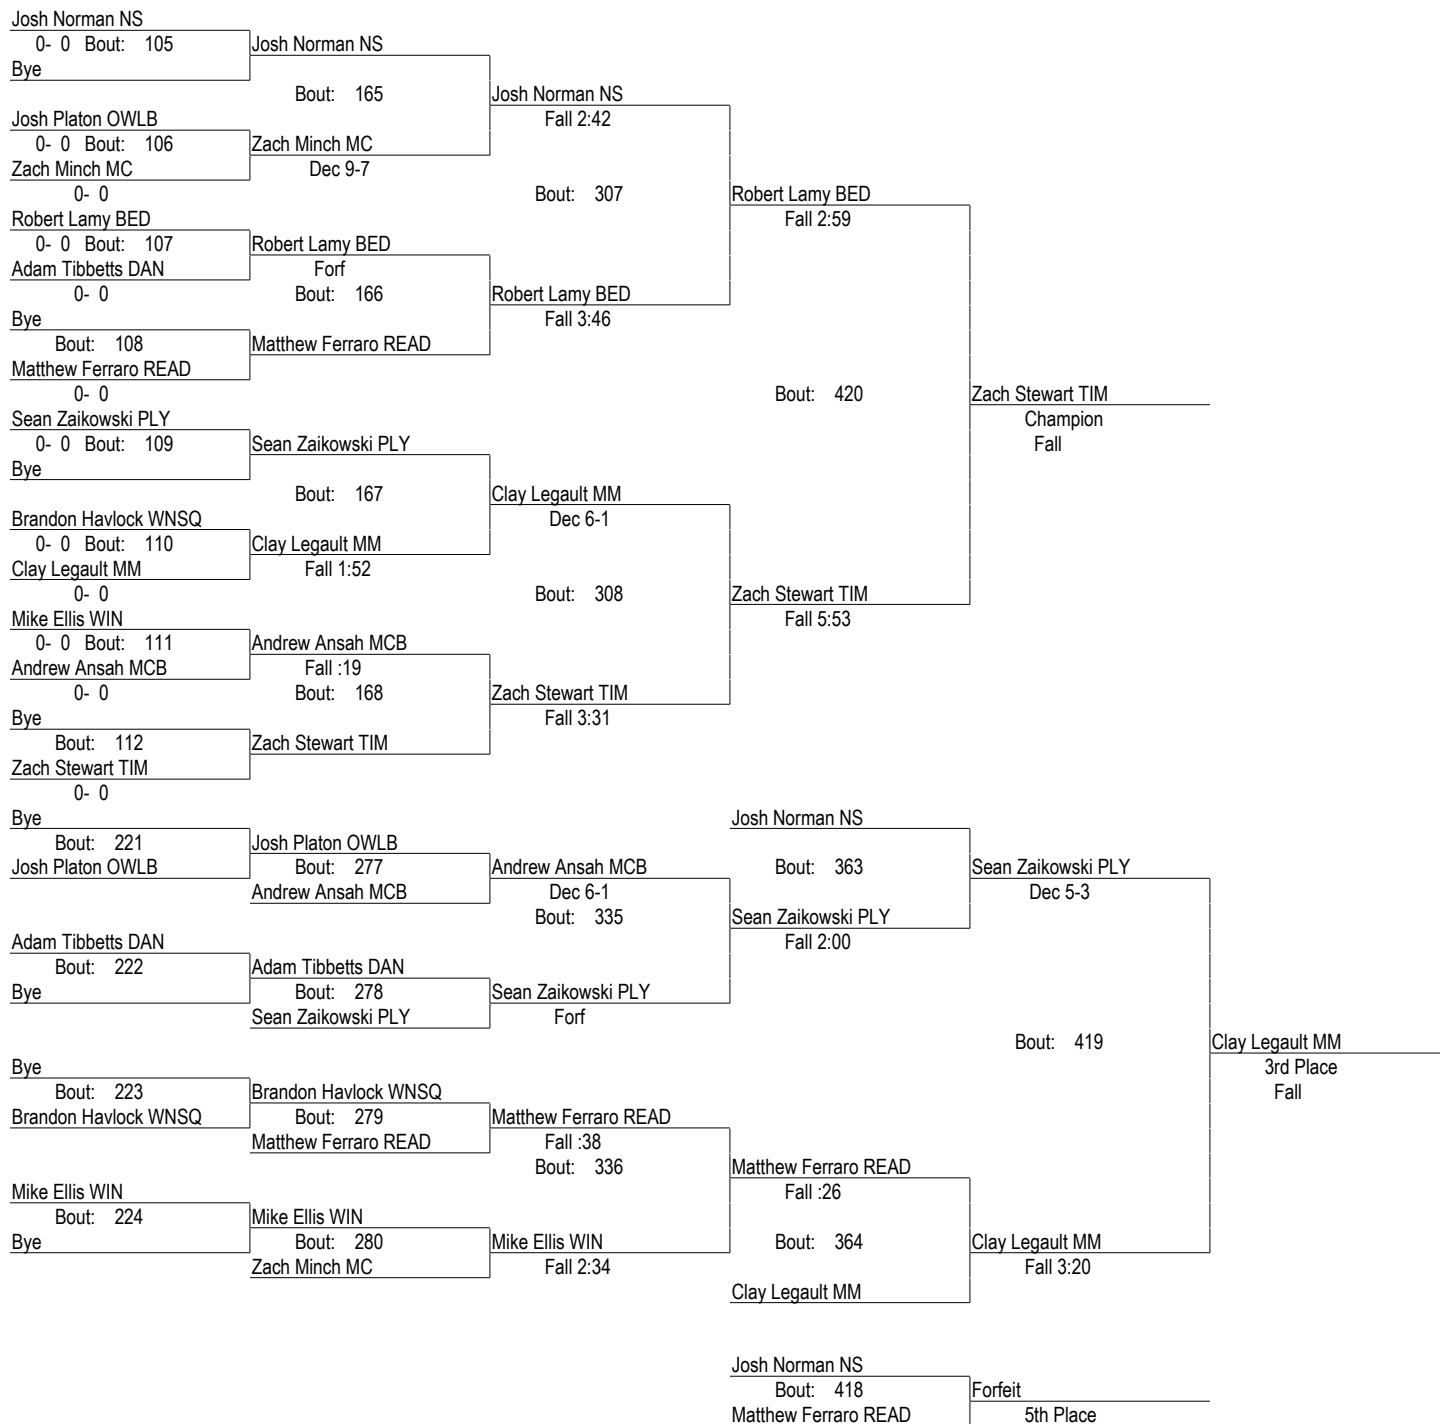 Josh Norman NS
0- 0 Bout: 105 Josh Norman NS
Bye
Bout: 165 Josh Norman NS
Josh Platon OWLB Fall 2:42
0- 0 Bout: 106 Zach Minch MC
Zach Minch MC Dec 9-7
0- 0 Bout: 307 Robert Lamy BED
Robert Lamy BED Fall 2:59
0- 0 Bout: 107 Robert Lamy BED
Adam Tibbetts DAN Forf
0- 0 Bout: 166 Robert Lamy BED
Bye Fall 3:46
Bout: 108 Matthew Ferraro READ
Matthew Ferraro READ
0- 0 Bout: 420 Zach Stewart TIM
Sean Zaikowski PLY Champion
0- 0 Bout: 109 Sean Zaikowski PLY Fall
Bye
Bout: 167 Clay Legault MM
Brandon Havlock WNSQ Dec 6-1
0- 0 Bout: 110 Clay Legault MM
Clay Legault MM Fall 1:52
0- 0 Bout: 308 Zach Stewart TIM
Mike Ellis WIN Fall 5:53
0- 0 Bout: 111 Andrew Ansah MCB
Andrew Ansah MCB Fall :19
0- 0 Bout: 168 Zach Stewart TIM
Bye Fall 3:31
Bout: 112 Zach Stewart TIM
Zach Stewart TIM
0- 0
Bye Josh Norman NS
Bout: 221 Josh Platon OWLB
Josh Platon OWLB Bout: 277 Andrew Ansah MCB Bout: 363 Sean Zaikowski PLY
Andrew Ansah MCB Dec 6-1 Dec 5-3
Bout: 335 Sean Zaikowski PLY
Adam Tibbetts DAN Fall 2:00
Bout: 222 Adam Tibbetts DAN
Bye Bout: 278 Sean Zaikowski PLY
Sean Zaikowski PLY Forf
Bout: 419 Clay Legault MM
Bye 3rd Place
Bout: 223 Brandon Havlock WNSQ Fall
Brandon Havlock WNSQ Bout: 279 Matthew Ferraro READ
Matthew Ferraro READ Fall :38
Bout: 336 Matthew Ferraro READ
Mike Ellis WIN Fall :26
Bout: 224 Mike Ellis WIN
Bye Bout: 280 Mike Ellis WIN Bout: 364 Clay Legault MM
Zach Minch MC Fall 2:34 Fall 3:20
Clay Legault MM
Josh Norman NS
Bout: 418 Forfeit
Matthew Ferraro READ 5th Place